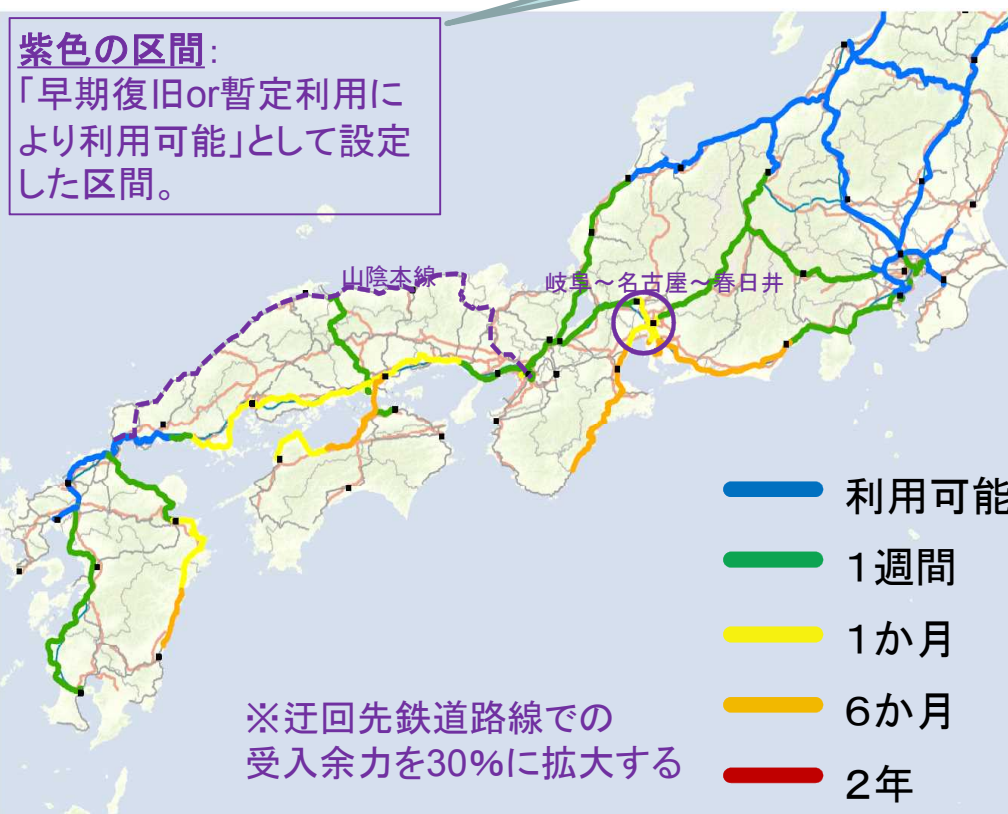 紫色の区間:
「早期復旧or暫定利用に
より利用可能」として設定
した区間。
山陰本線
岐阜～名古屋～春日井
利用可能
1週間
1か月
6か月
2年
※迂回先鉄道路線での
受入余力を30%に拡大する